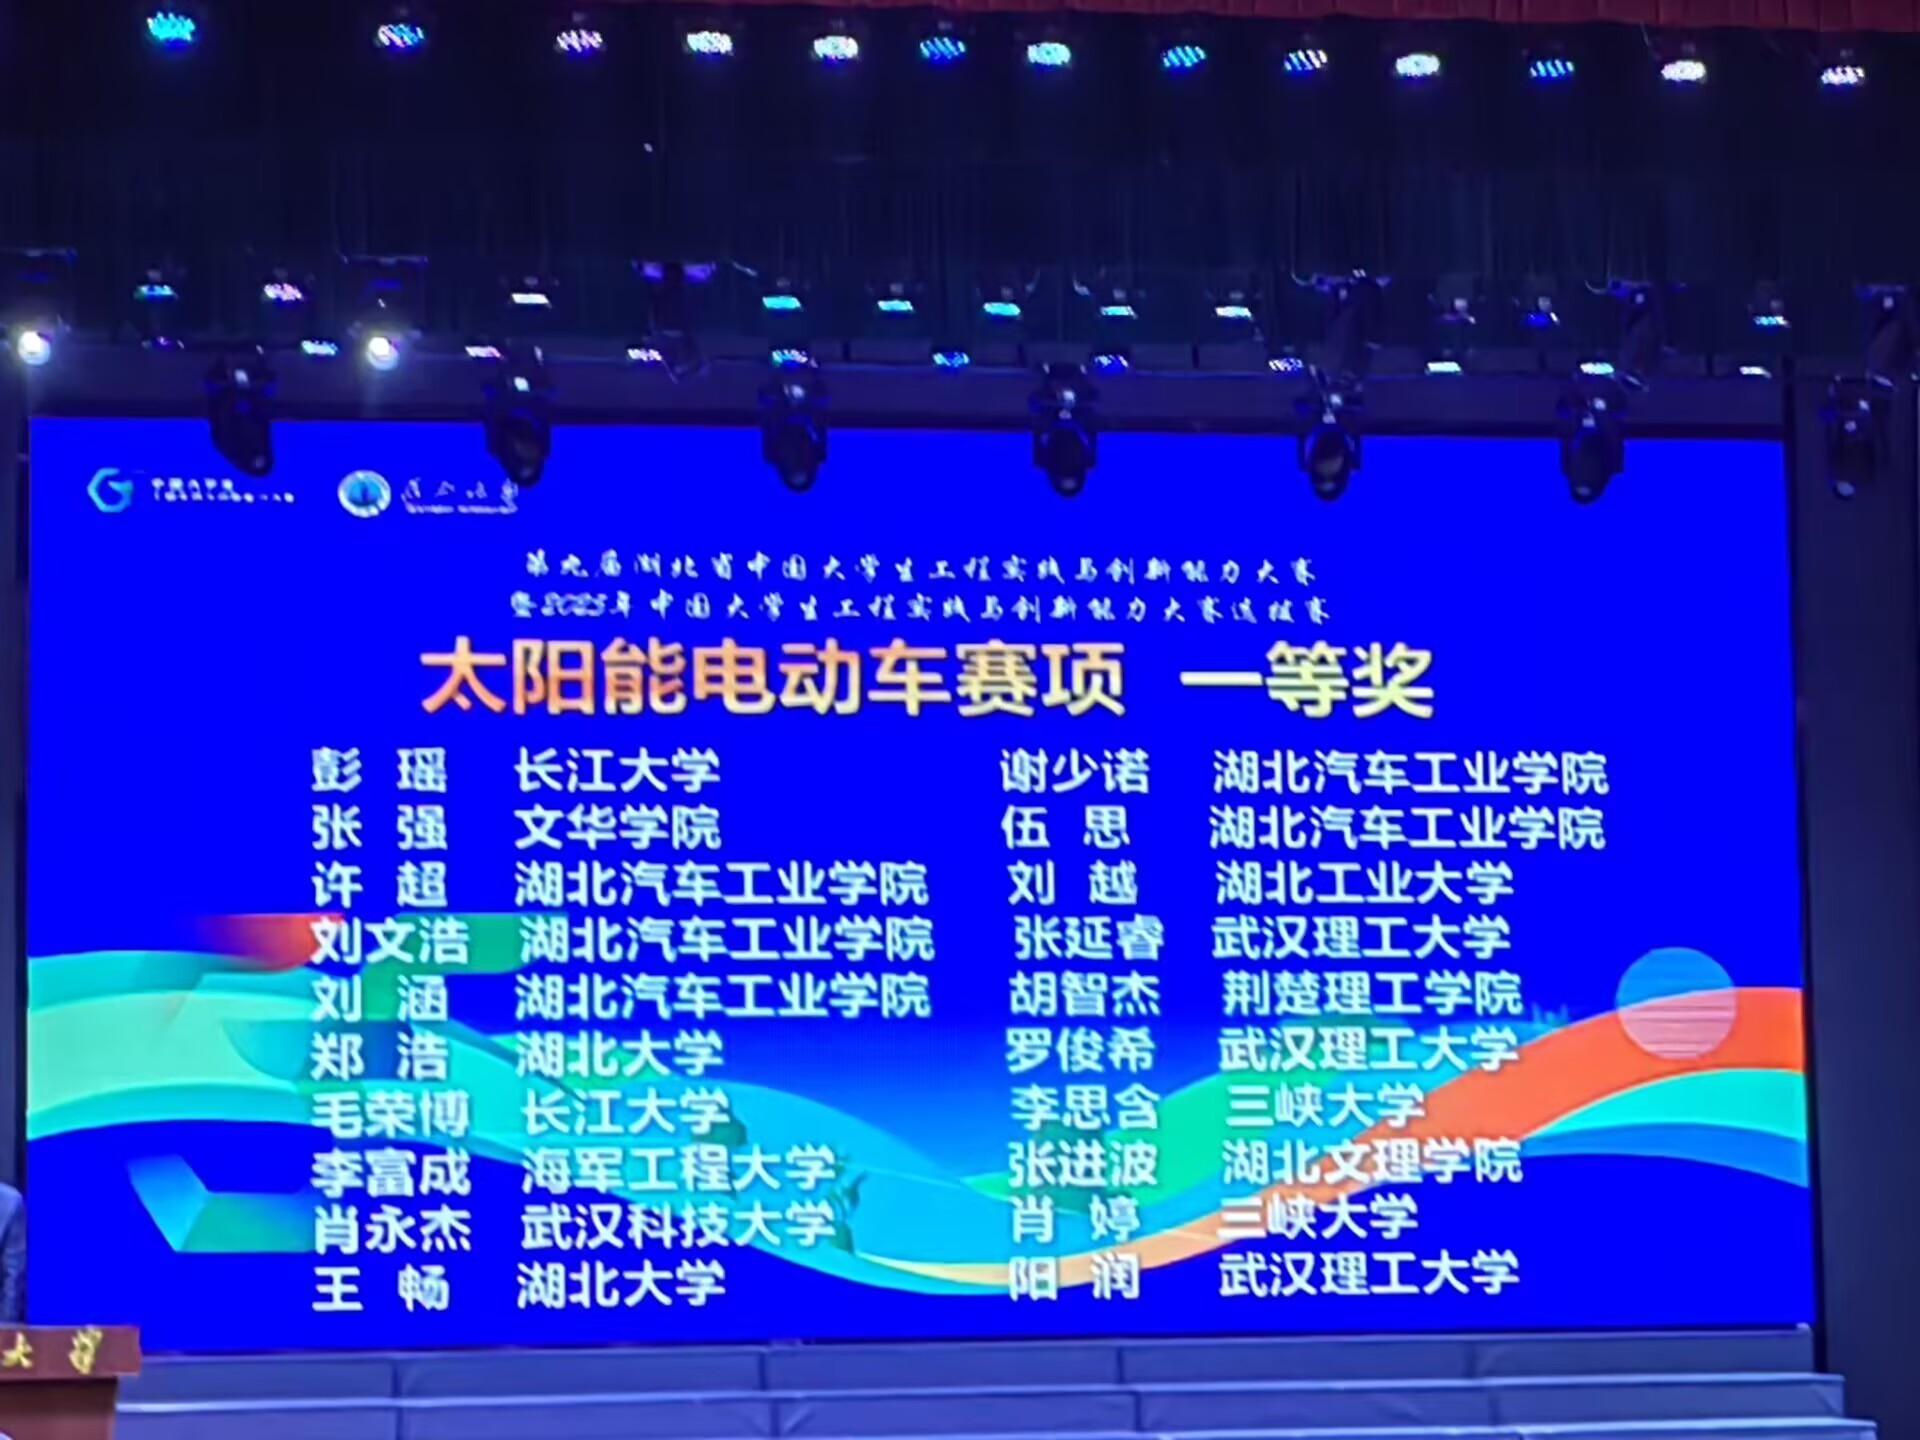 第九届湖北省中国大学生工程实践与创新能力大赛
暨2025年中国大学生工程实践与创新能力大赛选拔赛
太阳能电动车赛项 一等奖
彭 瑶 长江大学 谢少诺 湖北汽车工业学院
张 强 文华学院 伍 思 湖北汽车工业学院
许 超 湖北汽车工业学院 刘 越 湖北工业大学
刘文浩 湖北汽车工业学院 张延睿 武汉理工大学
刘 涵 湖北汽车工业学院 胡智杰 荆楚理工学院
郑 浩 湖北大学 罗俊希 武汉理工大学
毛荣博 长江大学 李思含 三峡大学
李富成 海军工程大学 张进波 湖北文理学院
肖永杰 武汉科技大学 肖 婷 三峡大学
王 畅 湖北大学 阳 润 武汉理工大学
大学